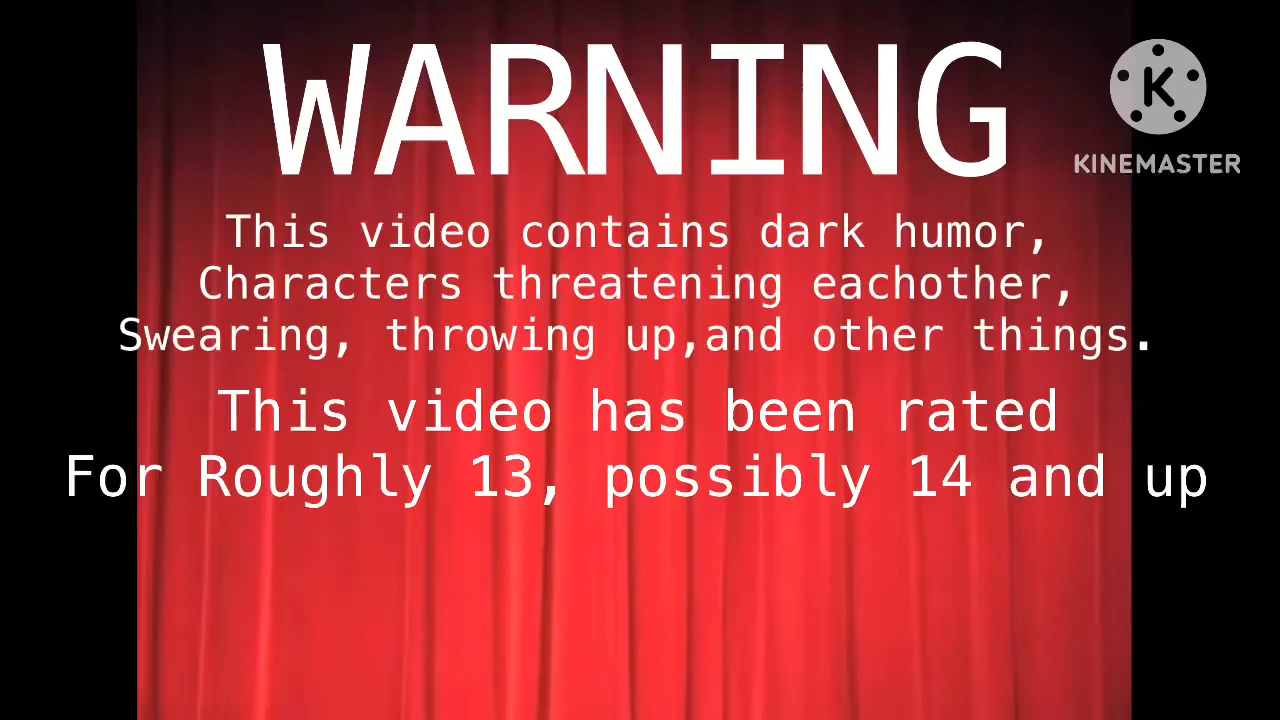 WARNING
K
KINEMASTER
This video contains dark humor,
Characters threatening eachother,
Swearing, throwing up,and other things.
This video has been rated
For Roughly 13, possibly 14 and up